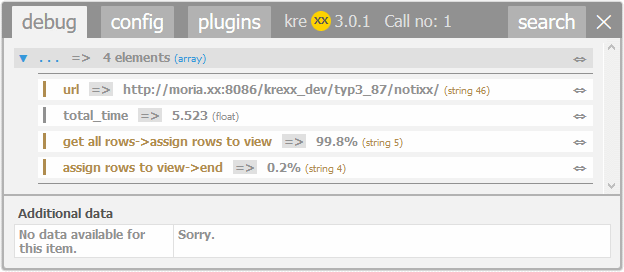 debug config plugins kre xx 3.0.1 Call no: 1 search
... => 4 elements (array)
url => http://moria.xx:8086/krexx_dev/typ3_87/notixx/ (string 46)
total_time => 5.523 (float)
get all rows->assign rows to view => 99.8% (string 5)
assign rows to view->end => 0.2% (string 4)
Additional data
No data available for this item. Sorry.